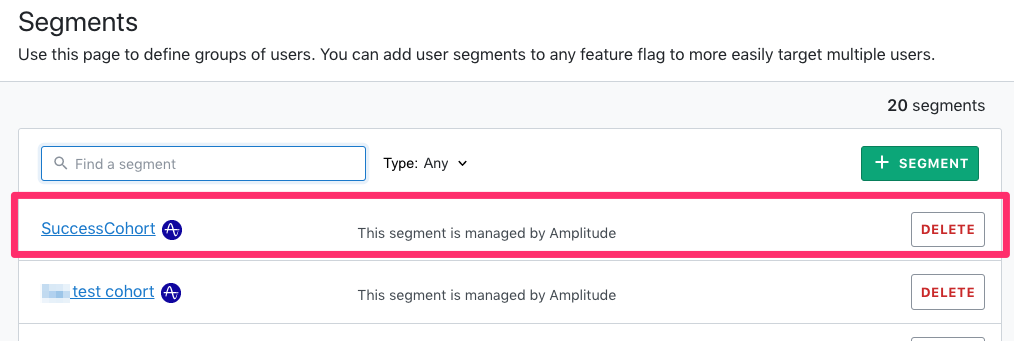 Segments
Use this page to define groups of users. You can add user segments to any feature flag to more easily target multiple users.
20 segments
Find a segment
Type: Any
+ SEGMENT
SuccessCohort
This segment is managed by Amplitude
DELETE
test cohort
This segment is managed by Amplitude
DELETE